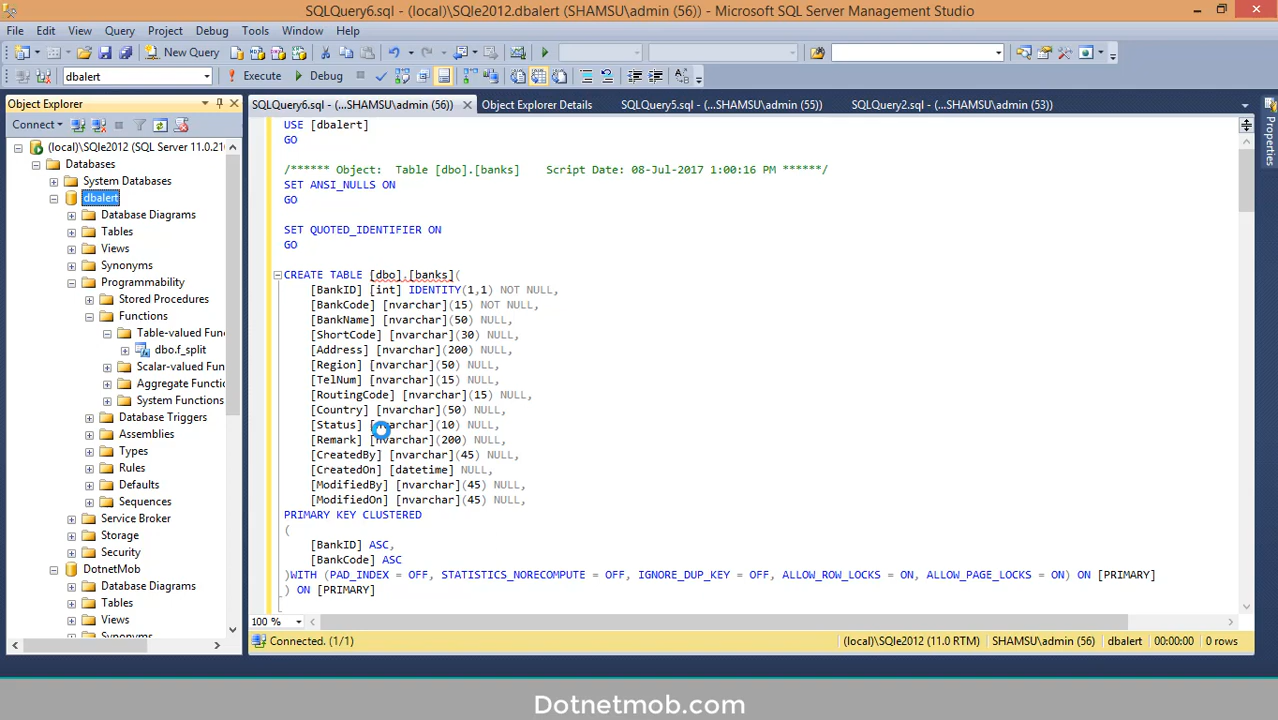 SQLQuery6.sql - (local)\SQle2012.dbalert (SHAMSU\admin (56)) - Microsoft SQL Server Management Studio
File Edit View Query Project Debug Tools Window Help
New Query
dbalert Execute Debug
Object Explorer
SQLQuery6.sql - (...SHAMSU\admin (56)) Object Explorer Details SQLQuery5.sql - (...SHAMSU\admin (55)) SQLQuery2.sql - (...SHAMSU\admin (53))
Connect
Properties
(local)\SQle2012 (SQL Server 11.0.21
Databases
System Databases
dbalert
Database Diagrams
Tables
Views
Synonyms
Programmability
Stored Procedures
Functions
Table-valued Fun
dbo.f_split
Scalar-valued Fu
Aggregate Functi
System Functions
Database Triggers
Assemblies
Types
Rules
Defaults
Sequences
Service Broker
Storage
Security
DotnetMob
Database Diagrams
Tables
Views
Synonyms
USE [dbalert]
GO
/****** Object:  Table [dbo].[banks]    Script Date: 08-Jul-2017 1:00:16 PM ******/
SET ANSI_NULLS ON
GO
SET QUOTED_IDENTIFIER ON
GO
CREATE TABLE [dbo].[banks](
[BankID] [int] IDENTITY(1,1) NOT NULL,
[BankCode] [nvarchar](15) NOT NULL,
[BankName] [nvarchar](50) NULL,
[ShortCode] [nvarchar](30) NULL,
[Address] [nvarchar](200) NULL,
[Region] [nvarchar](50) NULL,
[TelNum] [nvarchar](15) NULL,
[RoutingCode] [nvarchar](15) NULL,
[Country] [nvarchar](50) NULL,
[Status] [nvarchar](10) NULL,
[Remark] [nvarchar](200) NULL,
[CreatedBy] [nvarchar](45) NULL,
[CreatedOn] [datetime] NULL,
[ModifiedBy] [nvarchar](45) NULL,
[ModifiedOn] [nvarchar](45) NULL,
PRIMARY KEY CLUSTERED
(
[BankID] ASC,
[BankCode] ASC
)WITH (PAD_INDEX = OFF, STATISTICS_NORECOMPUTE = OFF, IGNORE_DUP_KEY = OFF, ALLOW_ROW_LOCKS = ON, ALLOW_PAGE_LOCKS = ON) ON [PRIMARY]
) ON [PRIMARY]
100 %
Connected. (1/1) (local)\SQle2012 (11.0 RTM) SHAMSU\admin (56) dbalert 00:00:00 0 rows
Dotnetmob.com